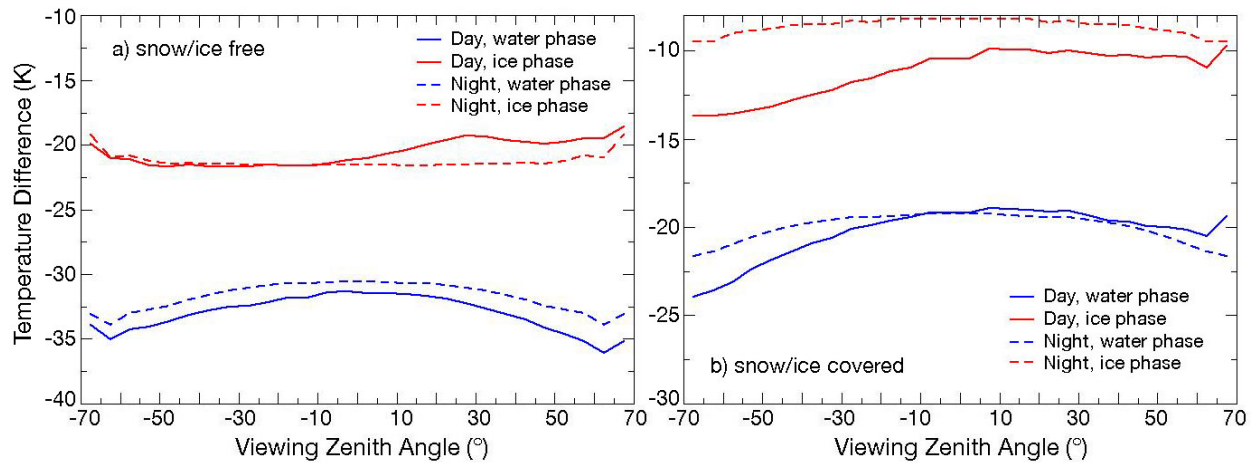 a) snow/ice free
Day, water phase
Day, ice phase
Night, water phase
Night, ice phase
-10
-15
-20
-25
-30
-35
-40
Temperature Difference (K)
-70 -50 -30 -10 10 30 50 70
Viewing Zenith Angle (°)
-10
-15
-20
-25
-30
Day, water phase
Day, ice phase
Night, water phase
Night, ice phase
b) snow/ice covered
-70 -50 -30 -10 10 30 50 70
Viewing Zenith Angle (°)